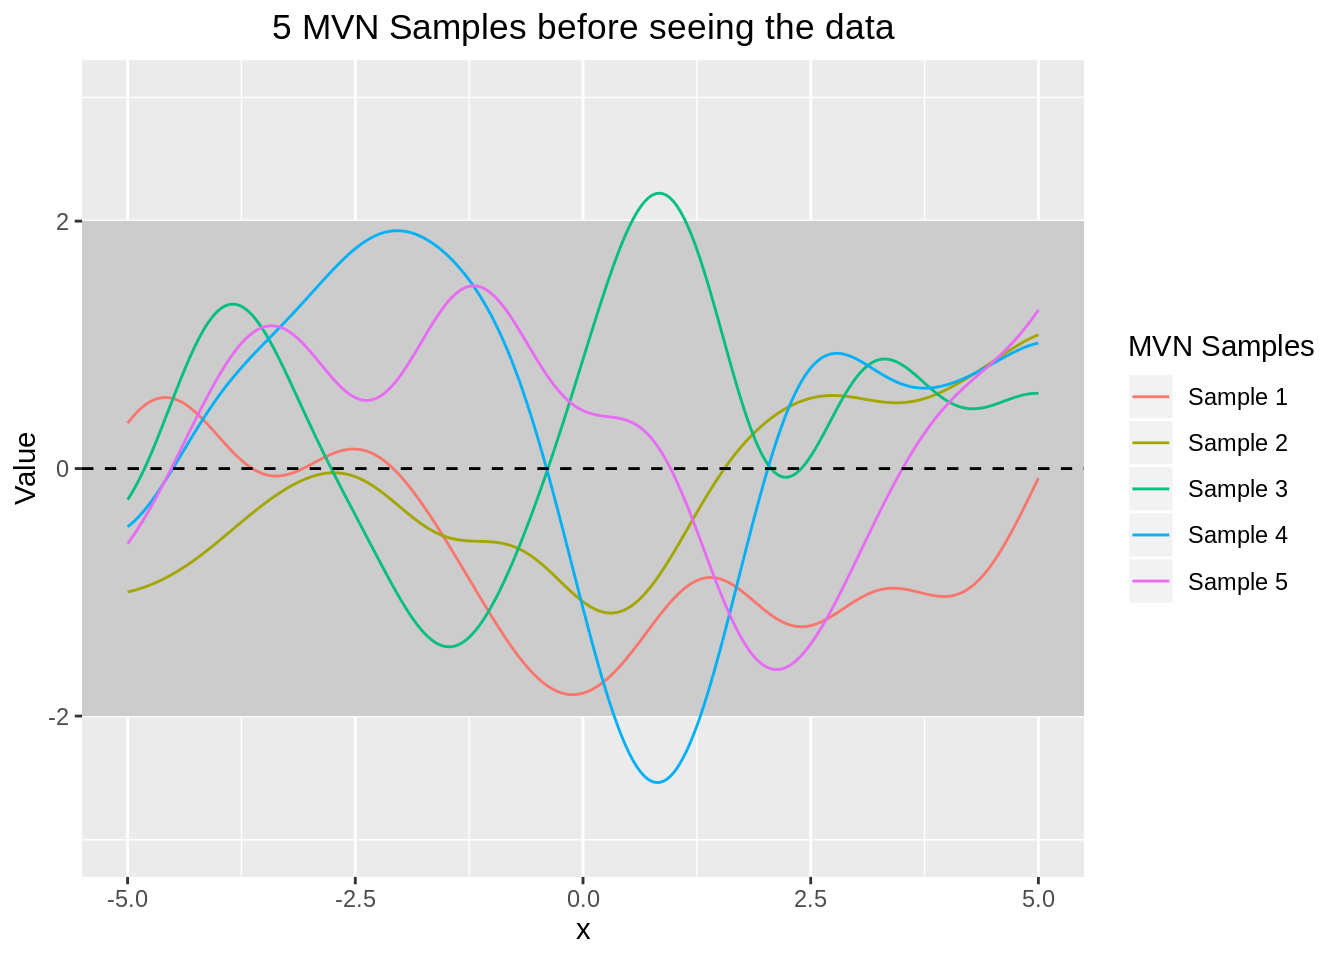 5 MVN Samples before seeing the data
Value
2
0
-2
-5.0 -2.5 0.0 2.5 5.0
x
MVN Samples
Sample 1
Sample 2
Sample 3
Sample 4
Sample 5